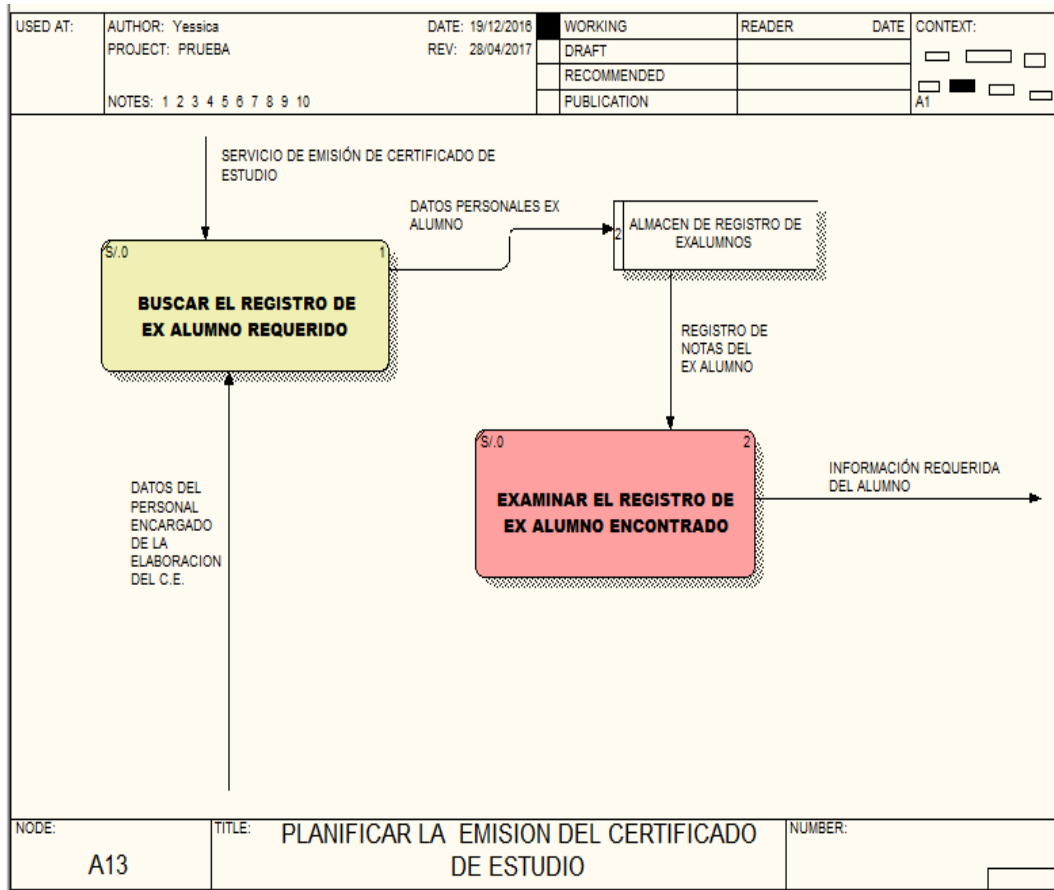 USED AT:
AUTHOR: Yessica
DATE: 19/12/2016
PROJECT: PRUEBA
REV: 28/04/2017
NOTES: 1 2 3 4 5 6 7 8 9 10
WORKING
DRAFT
RECOMMENDED
PUBLICATION
READER
DATE
CONTEXT:
A1
SERVICIO DE EMISIÓN DE CERTIFICADO DE
ESTUDIO
DATOS PERSONALES EX
ALUMNO
2
ALMACEN DE REGISTRO DE
EXALUMNOS
S/.0
1
BUSCAR EL REGISTRO DE
EX ALUMNO REQUERIDO
REGISTRO DE
NOTAS DEL
EX ALUMNO
S/.0
2
EXAMINAR EL REGISTRO DE
EX ALUMNO ENCONTRADO
INFORMACIÓN REQUERIDA
DEL ALUMNO
DATOS DEL
PERSONAL
ENCARGADO
DE LA
ELABORACION
DEL C.E.
NODE:
A13
TITLE:
PLANIFICAR LA EMISION DEL CERTIFICADO
DE ESTUDIO
NUMBER: